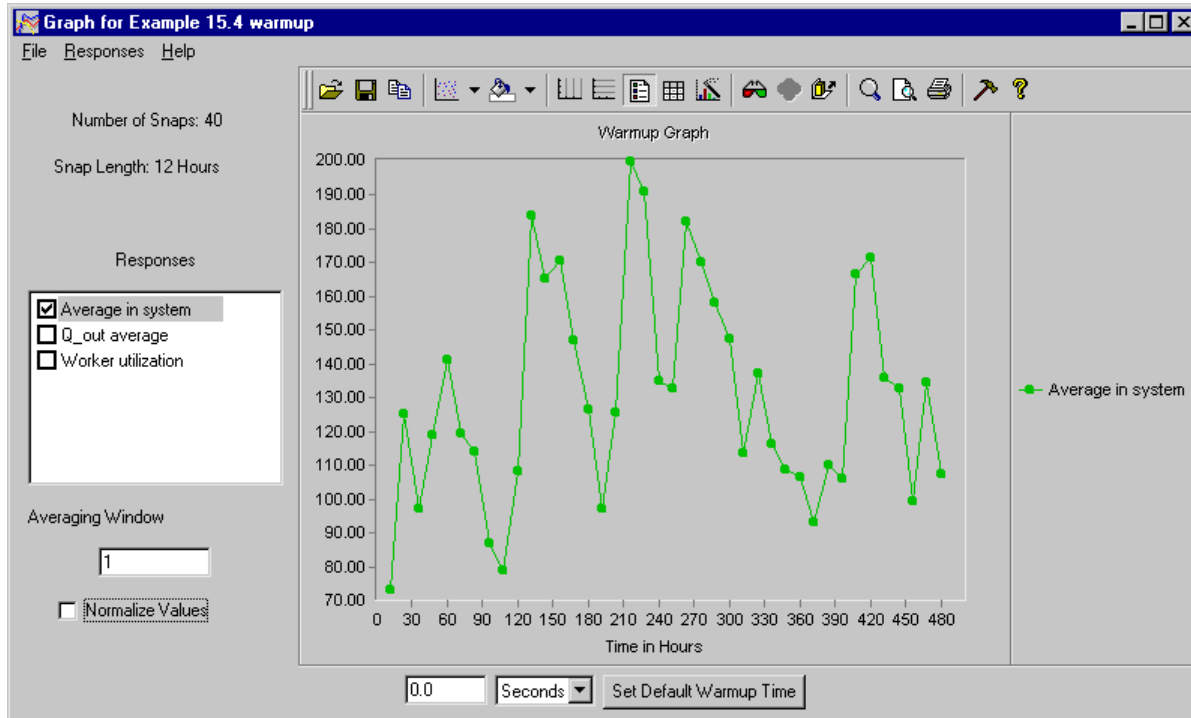 Graph for Example 15.4 warmup
File Responses Help
Number of Snaps: 40
Snap Length: 12 Hours
Responses
Average in system
Q_out average
Worker utilization
Averaging Window
1
Normalize Values
Warmup Graph
200.00
190.00
180.00
170.00
160.00
150.00
140.00
130.00
120.00
110.00
100.00
90.00
80.00
70.00
0 30 60 90 120 150 180 210 240 270 300 330 360 390 420 450 480
Time in Hours
Average in system
0.0 Seconds Set Default Warmup Time